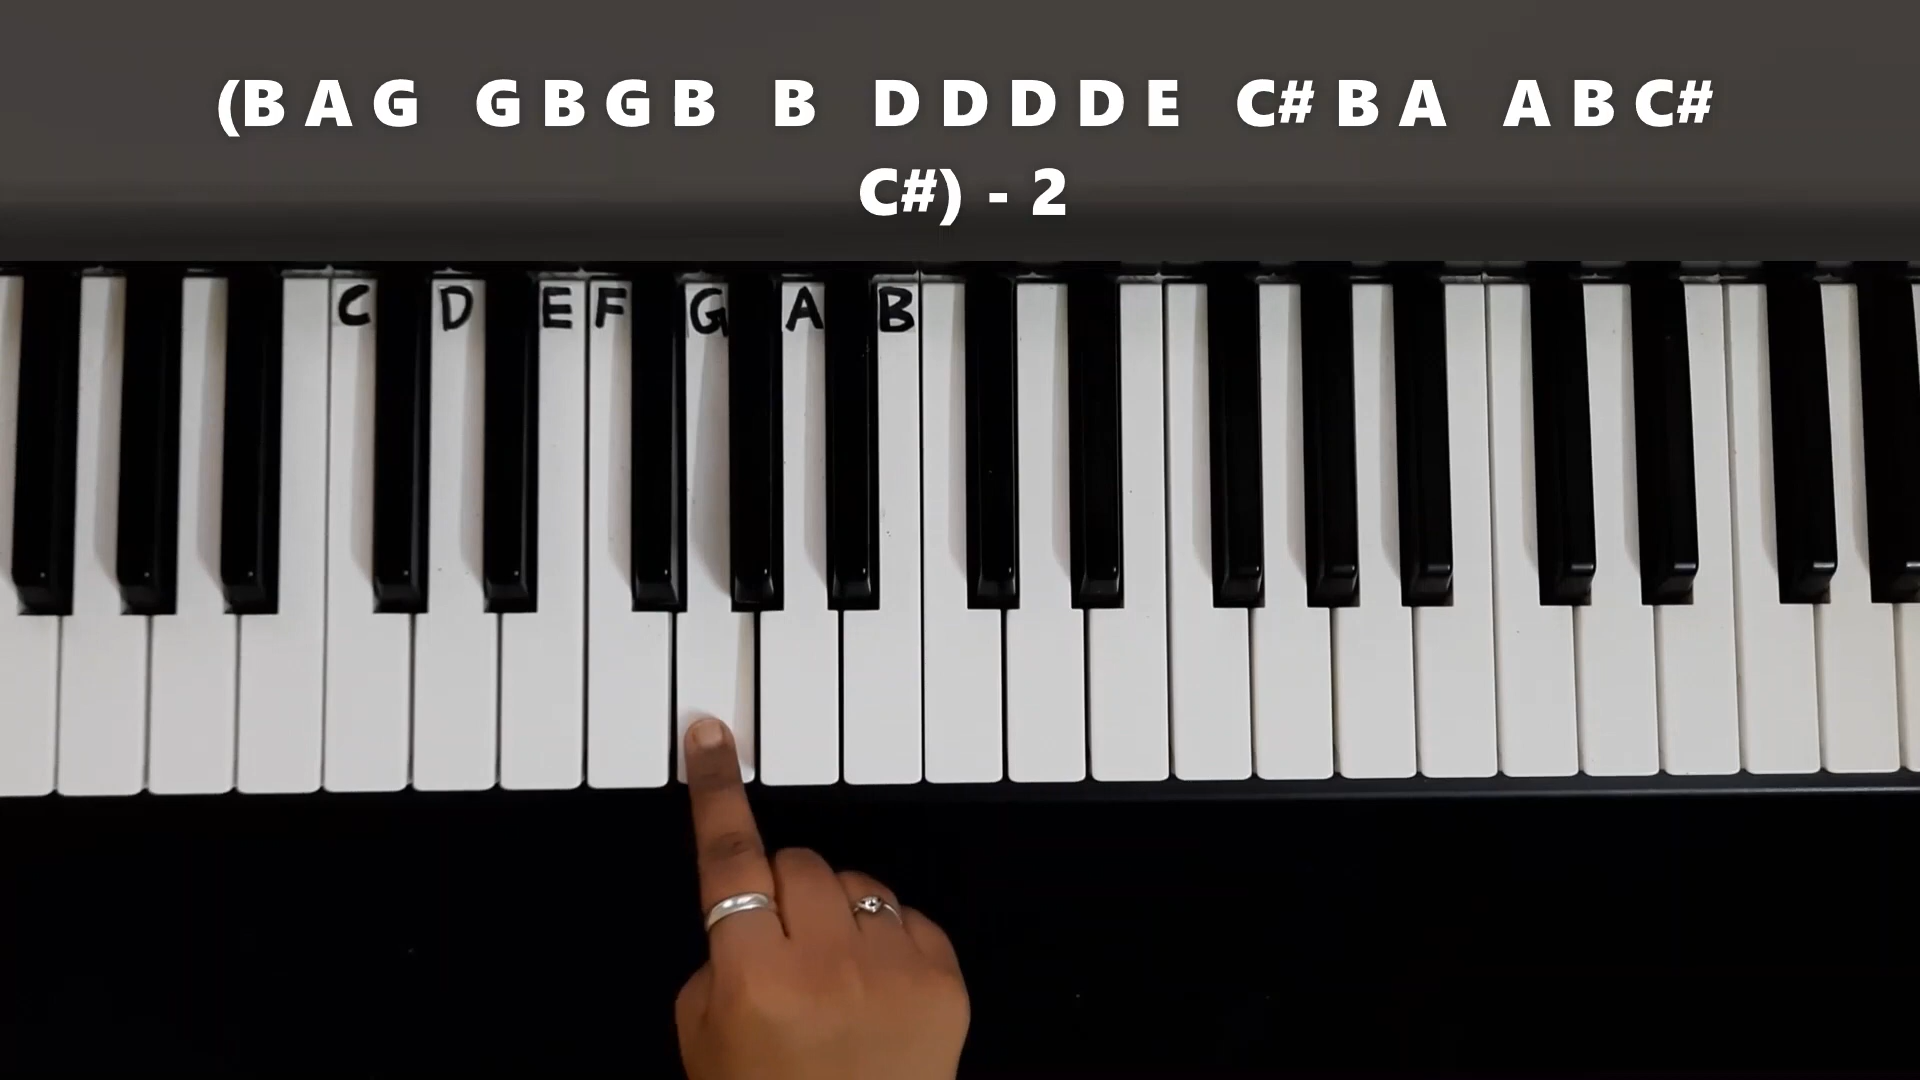 (B A G G B G B B D D D D E C# B A A B C#
C#) - 2
C D E F G A B